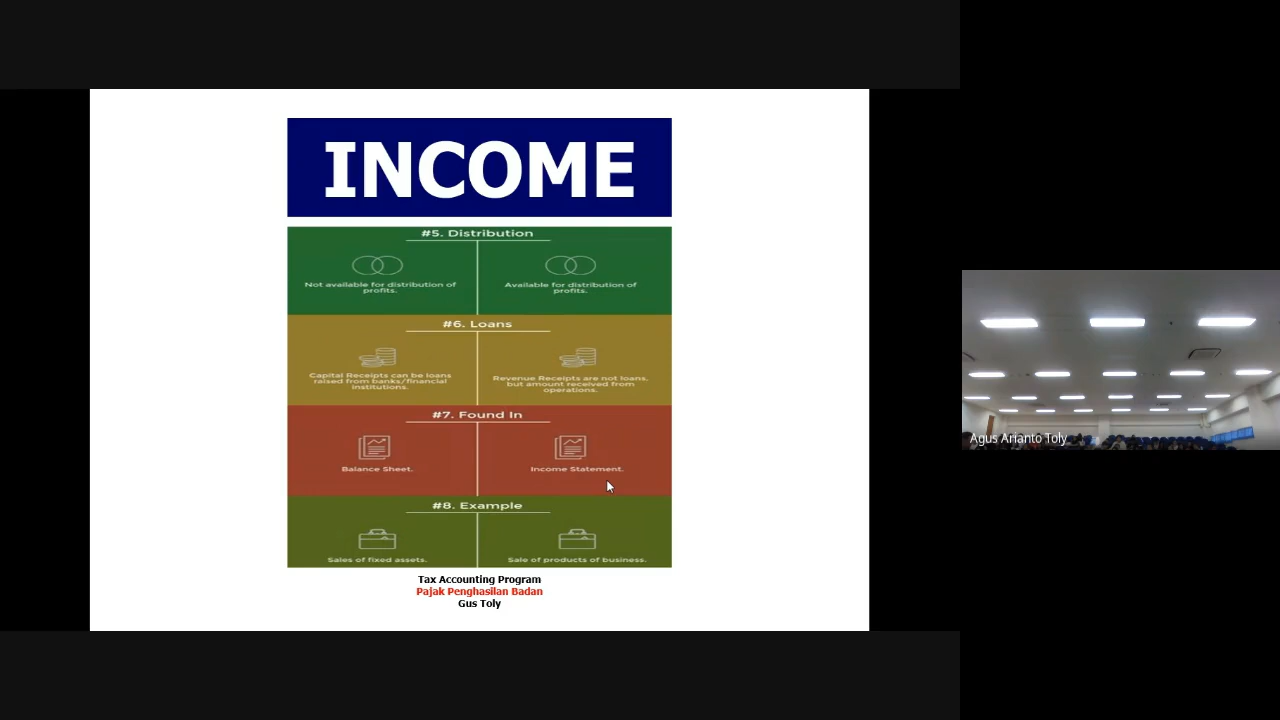 INCOME
#5. Distribution
Not available for distribution of
profits.
Available for distribution of
profits.
#6. Loans
Capital Receipts can be loans
raised from banks/financial
institutions.
Revenue Receipts are not loans,
but amount received from
operations.
#7. Found In
Balance Sheet.
Income Statement.
#8. Example
Sales of fixed assets.
Sale of products of business.
Tax Accounting Program
Pajak Penghasilan Badan
Gus Toly
Agus Arianto Toly